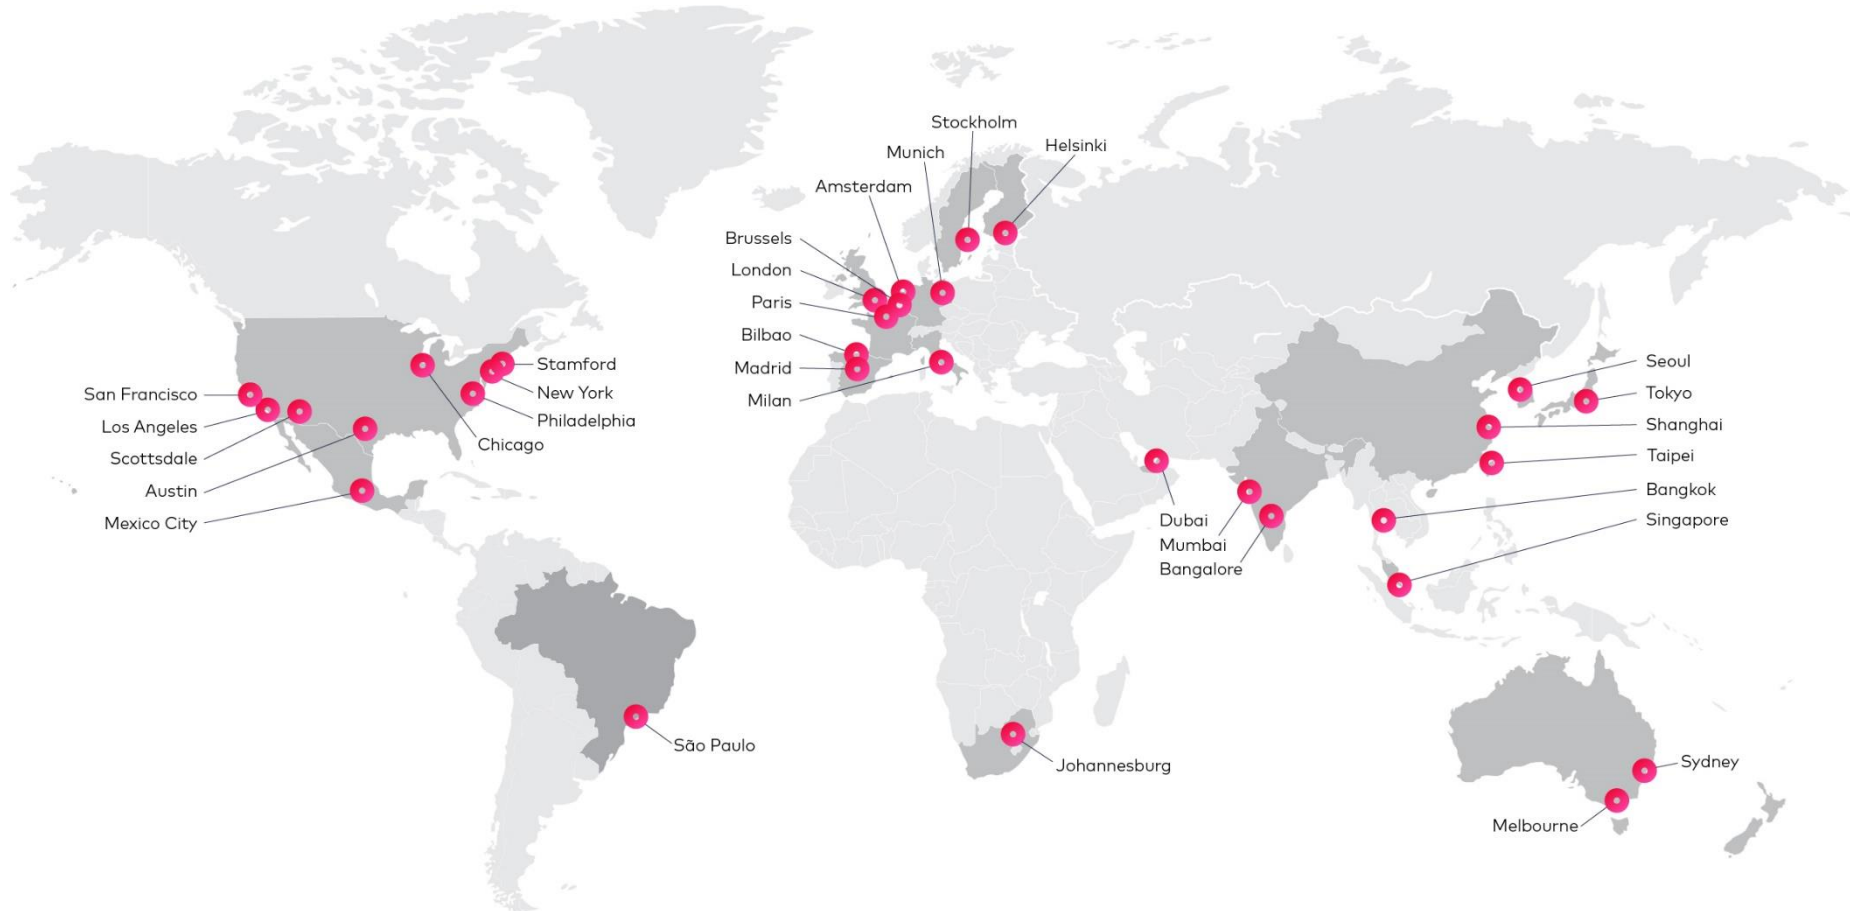 Stockholm
Helsinki
Munich
Amsterdam
Brussels
London
Paris
Bilbao
Madrid
Milan
Stamford
New York
Philadelphia
Chicago
San Francisco
Los Angeles
Scottsdale
Austin
Mexico City
Seoul
Tokyo
Shanghai
Taipei
Bangkok
Singapore
Dubai
Mumbai
Bangalore
São Paulo
Johannesburg
Sydney
Melbourne